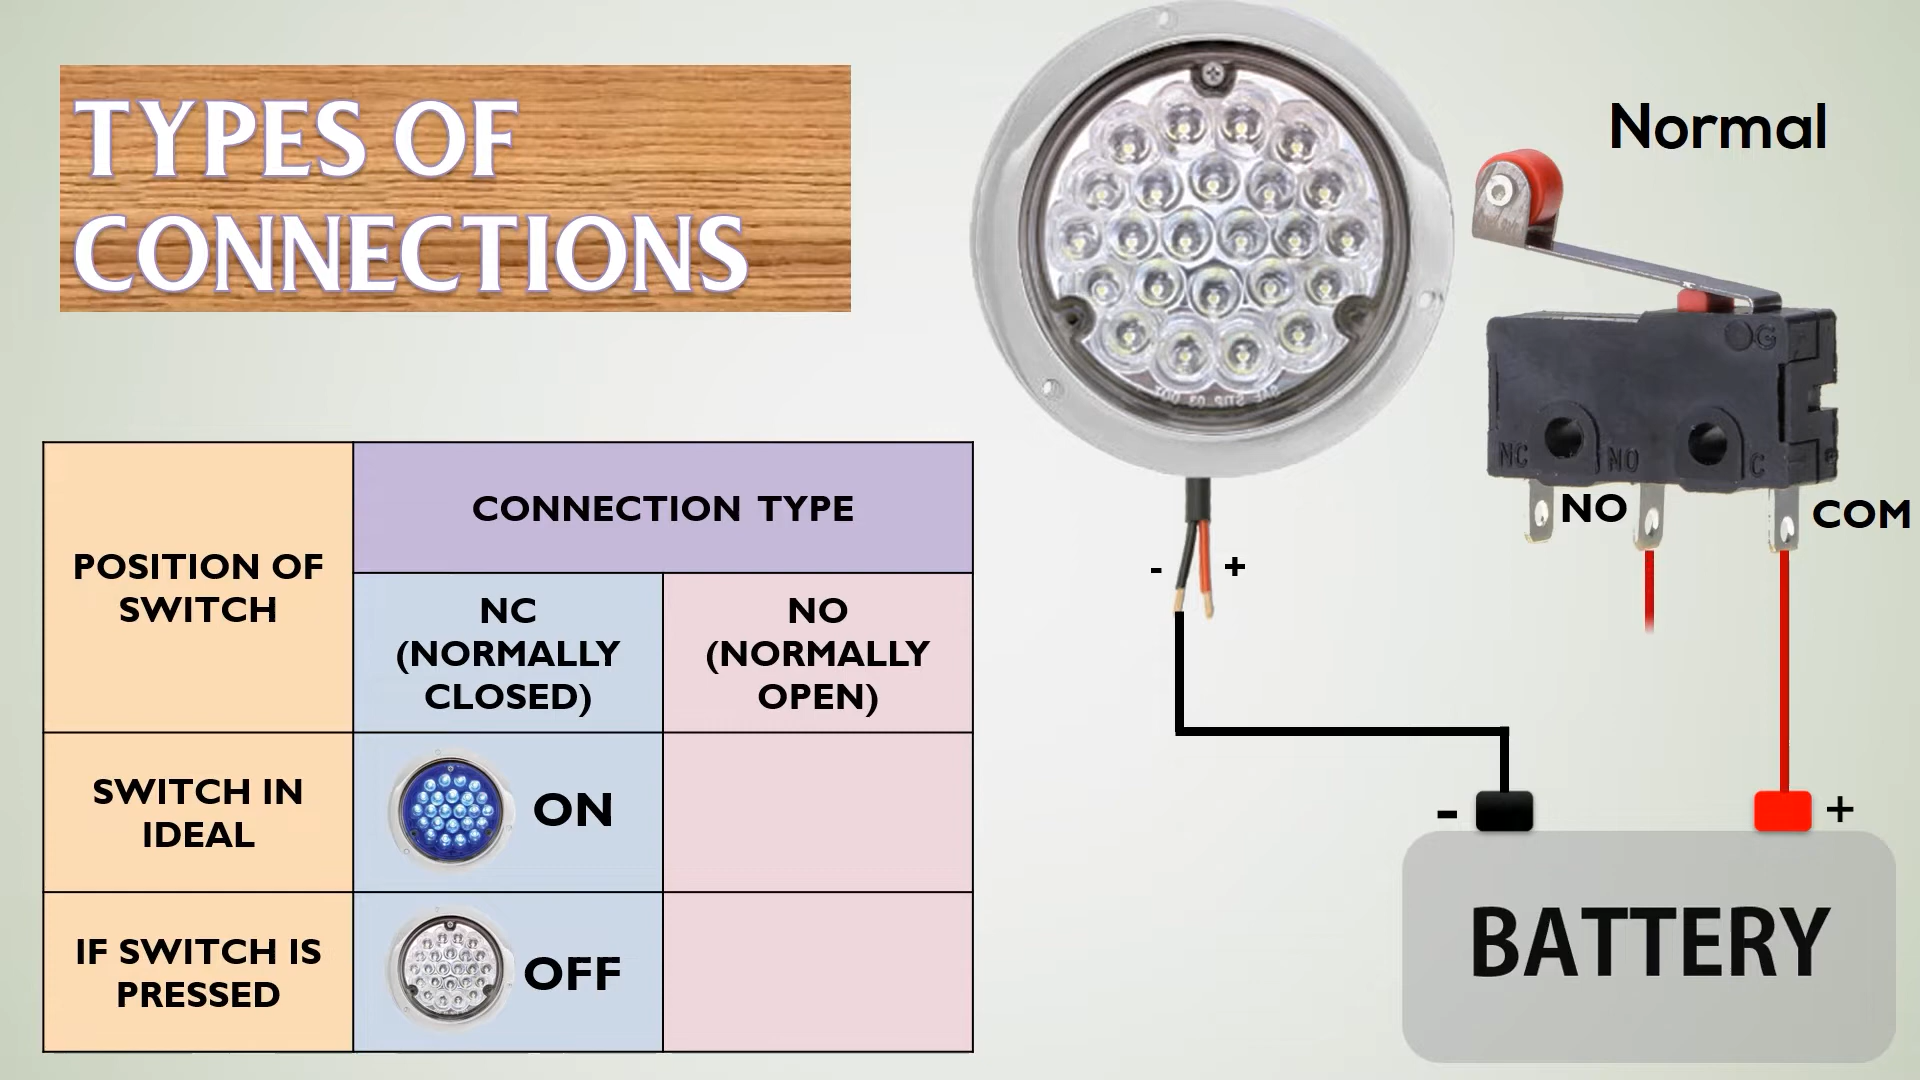 TYPES OF
CONNECTIONS
POSITION OF
SWITCH
CONNECTION TYPE
NC
(NORMALLY
CLOSED)
NO
(NORMALLY
OPEN)
SWITCH IN
IDEAL
ON
IF SWITCH IS
PRESSED
OFF
Normal
G
NC
NO
C
NO
COM
- +
- +
BATTERY